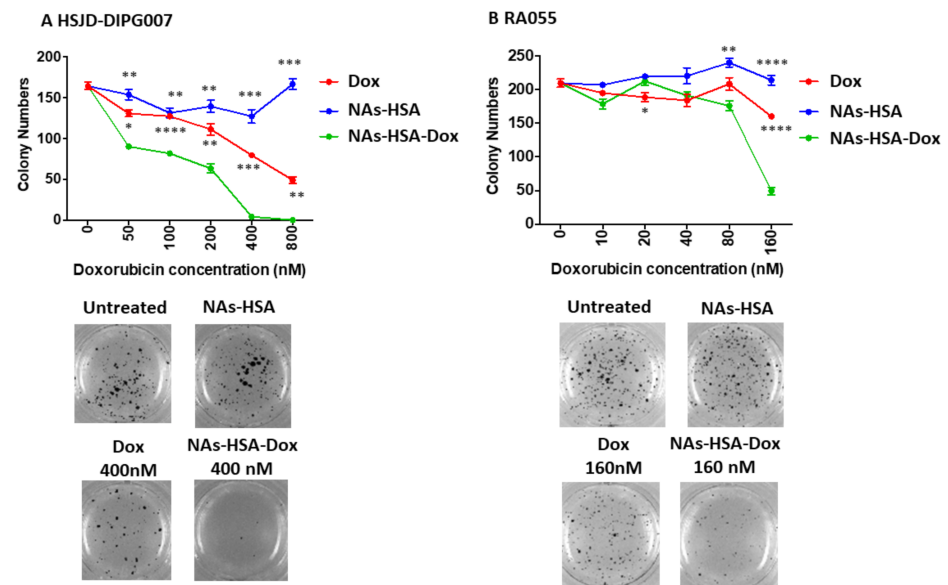 A HSJD-DIPG007
200
150
100
50
0
Colony Numbers
**
**
**
***
***
*
****
**
***
**
0
50
100
200
400
800
Doxorubicin concentration (nM)
Dox
NAs-HSA
NAs-HSA-Dox
B RA055
250
200
150
100
50
0
Colony Numbers
**
****
*
****
0
10
20
40
80
160
Doxorubicin concentration (nM)
Dox
NAs-HSA
NAs-HSA-Dox
Untreated
NAs-HSA
Dox
400nM
NAs-HSA-Dox
400 nM
Untreated
NAs-HSA
Dox
160nM
NAs-HSA-Dox
160 nM